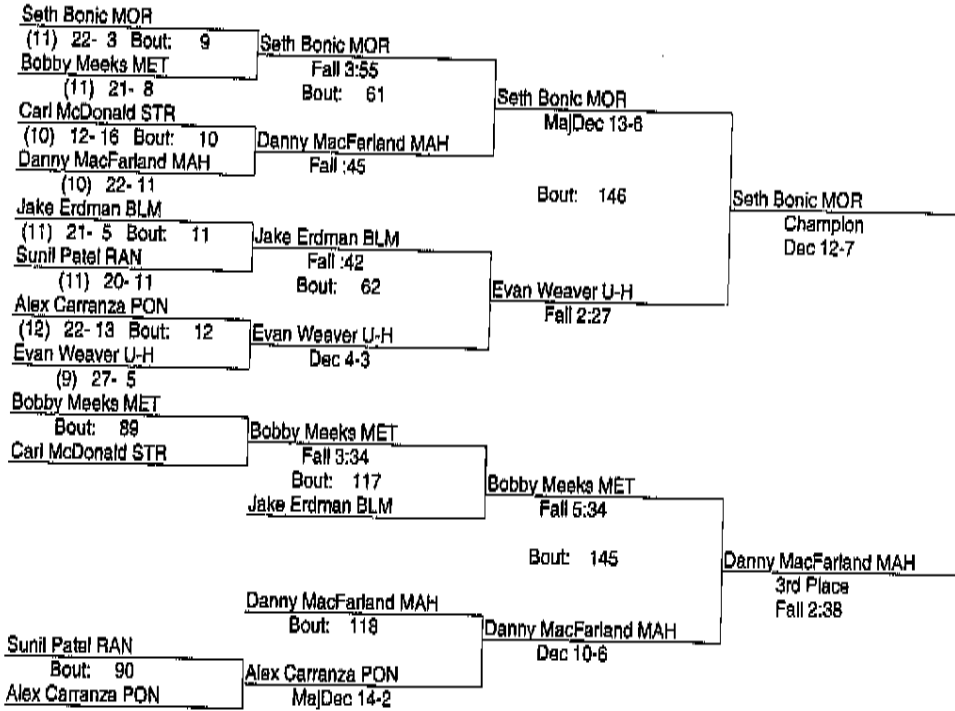 Seth Bonic MOR
(11) 22- 3 Bout: 9
Bobby Meeks MET
(11) 21- 8
Carl McDonald STR
(10) 12- 16 Bout: 10
Danny MacFarland MAH
(10) 22- 11
Jake Erdman BLM
(11) 21- 5 Bout: 11
Sunil Patel RAN
(11) 20- 11
Alex Carranza PON
(12) 22- 13 Bout: 12
Evan Weaver U-H
(9) 27- 5
Seth Bonic MOR
Fall 3:55
Bout: 61
Danny MacFarland MAH
Fall :45
Jake Erdman BLM
Fall :42
Bout: 62
Evan Weaver U-H
Dec 4-3
Seth Bonic MOR
MajDec 13-6
Bout: 146
Evan Weaver U-H
Fall 2:27
Seth Bonic MOR
Champion
Dec 12-7
Bobby Meeks MET
Bout: 89
Carl McDonald STR
Bobby Meeks MET
Fall 3:34
Bout: 117
Jake Erdman BLM
Bobby Meeks MET
Fall 5:34
Bout: 145
Danny MacFarland MAH
Bout: 118
Sunil Patel RAN
Bout: 90
Alex Carranza PON
Alex Carranza PON
MajDec 14-2
Danny MacFarland MAH
Dec 10-6
Danny MacFarland MAH
3rd Place
Fall 2:38